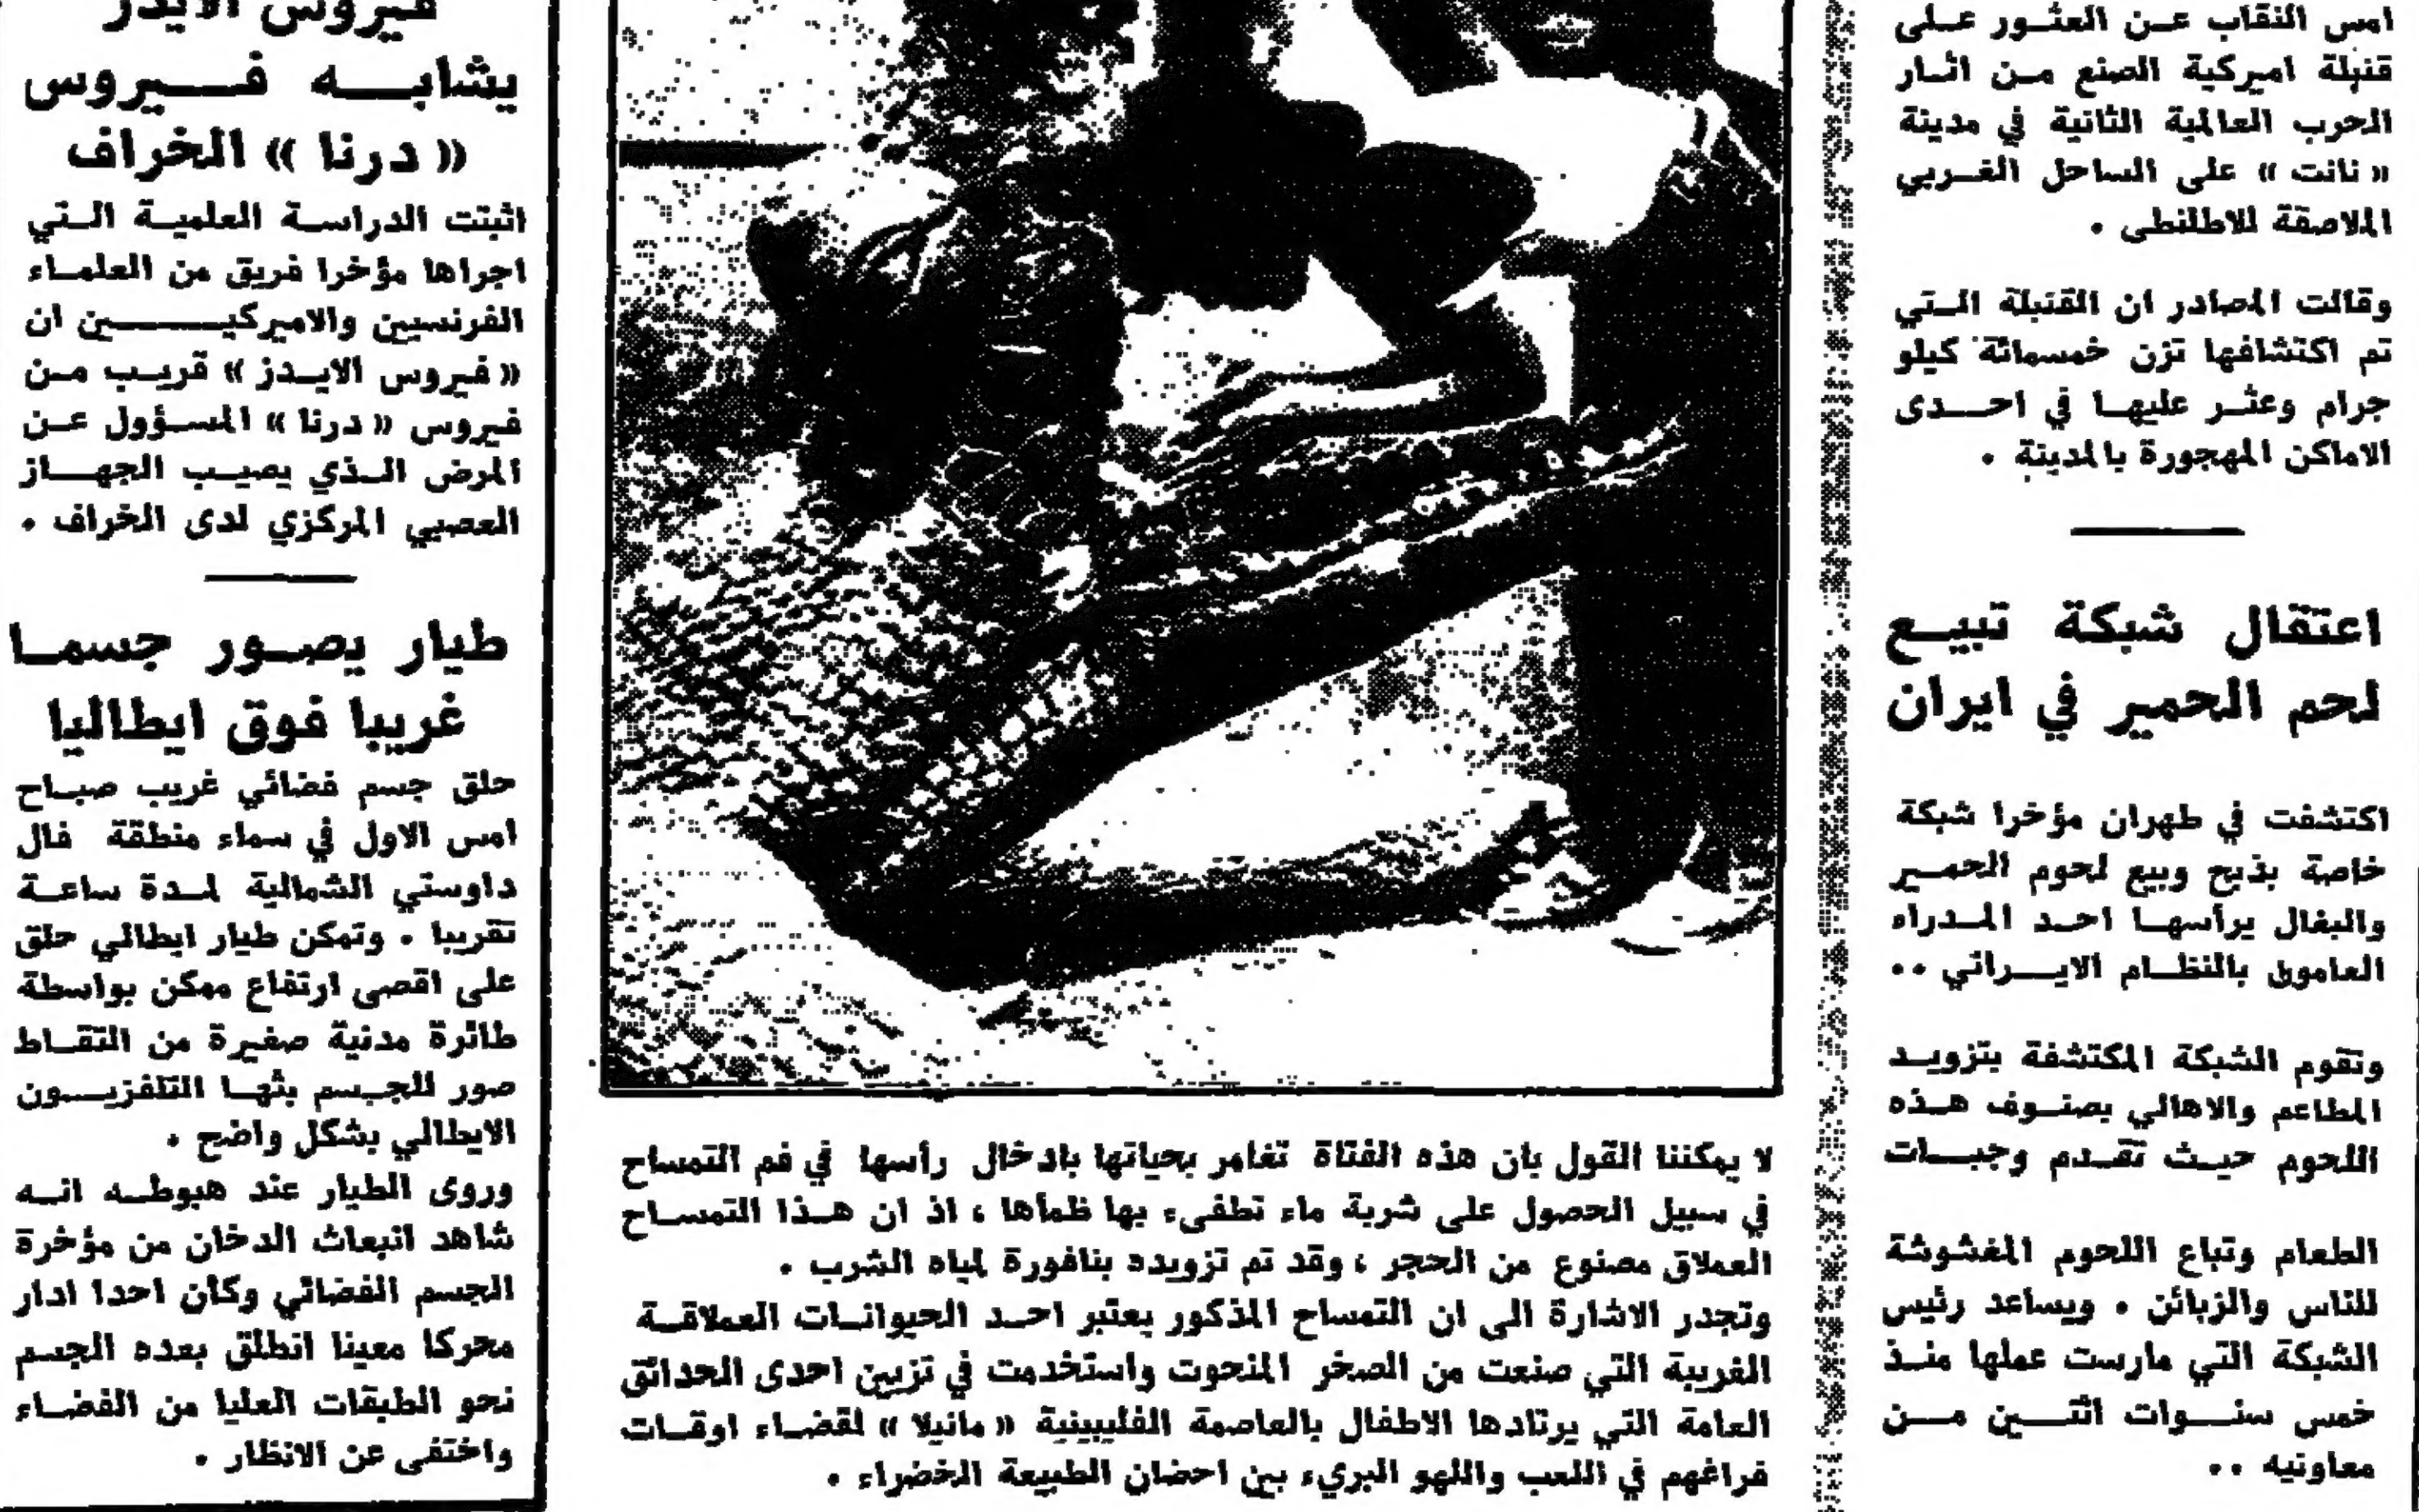 امس النقاب عن العثور على
قنبلة اميركية الصنع من اثار
الحرب العالمية الثانية في مدينة
« نانت » على الساحل الغربي
الملاصقة للاطلنطى .
وقالت المصادر ان القنبلة التي
تم اكتشافها تزن خمسمائة كيلو
جرام وعثر عليها في احدى
الاماكن المهجورة بالمدينة .
اعتقال شبكة تبيع
لحم الحمير في ايران
اكتشفت في طهران مؤخرا شبكة
خاصة بذبح وبيع لحوم الحمير
والبغال يرأسها احد المدراء
العامون بالنظام الايراني ..
وتقوم الشبكة المكتشفة بتزويد
المطاعم والاهالي بصنوف هذه
اللحوم حيث تقدم وجبات
الطعام وتباع اللحوم المغشوشة
للناس والزبائن . ويساعد رئيس
الشبكة التي مارست عملها منذ
خمس سنوات اثنين من
معاونيه ..
لا يمكننا القول بان هذه الفتاة تغامر بحياتها بادخال رأسها في فم التمساح
في سبيل الحصول على شربة ماء تطفىء بها ظمأها ، اذ ان هذا التمساح
العملاق مصنوع من الحجر ، وقد تم تزويده بنافورة لمياه الشرب .
وتجدر الاشارة الى ان التمساح المذكور يعتبر احد الحيوانات العملاقة
الغريبة التي صنعت من الصخر المنحوت واستخدمت في تزيين احدى الحدائق
العامة التي يرتادها الاطفال بالعاصمة الفليبينية « مانيلا » لقضاء اوقات
فراغهم في اللعب واللهو البريء بين احضان الطبيعة الخضراء .
فيروس الايدز
يشابه فيروس
« درنا » الخراف
اثبتت الدراسة العلمية التي
اجراها مؤخرا فريق من العلماء
الفرنسيين والاميركيين ان
« فيروس الايدز » قريب من
فيروس « درنا » المسؤول عن
المرض الذي يصيب الجهاز
العصبي المركزي لدى الخراف .
طيار يصور جسما
غريبا فوق ايطاليا
حلق جسم فضائي غريب صباح
امس الاول في سماء منطقة فال
داوستي الشمالية لمدة ساعة
تقريبا . وتمكن طيار ايطالي حلق
على اقصى ارتفاع ممكن بواسطة
طائرة مدنية صغيرة من التقاط
صور للجسم بثها التلفزيون
الايطالي بشكل واضح .
وروى الطيار عند هبوطه انه
شاهد انبعاث الدخان من مؤخرة
الجسم الفضائي وكأن احدا ادار
محركا معينا انطلق بعده الجسم
نحو الطبقات العليا من الفضاء
واختفى عن الانظار .